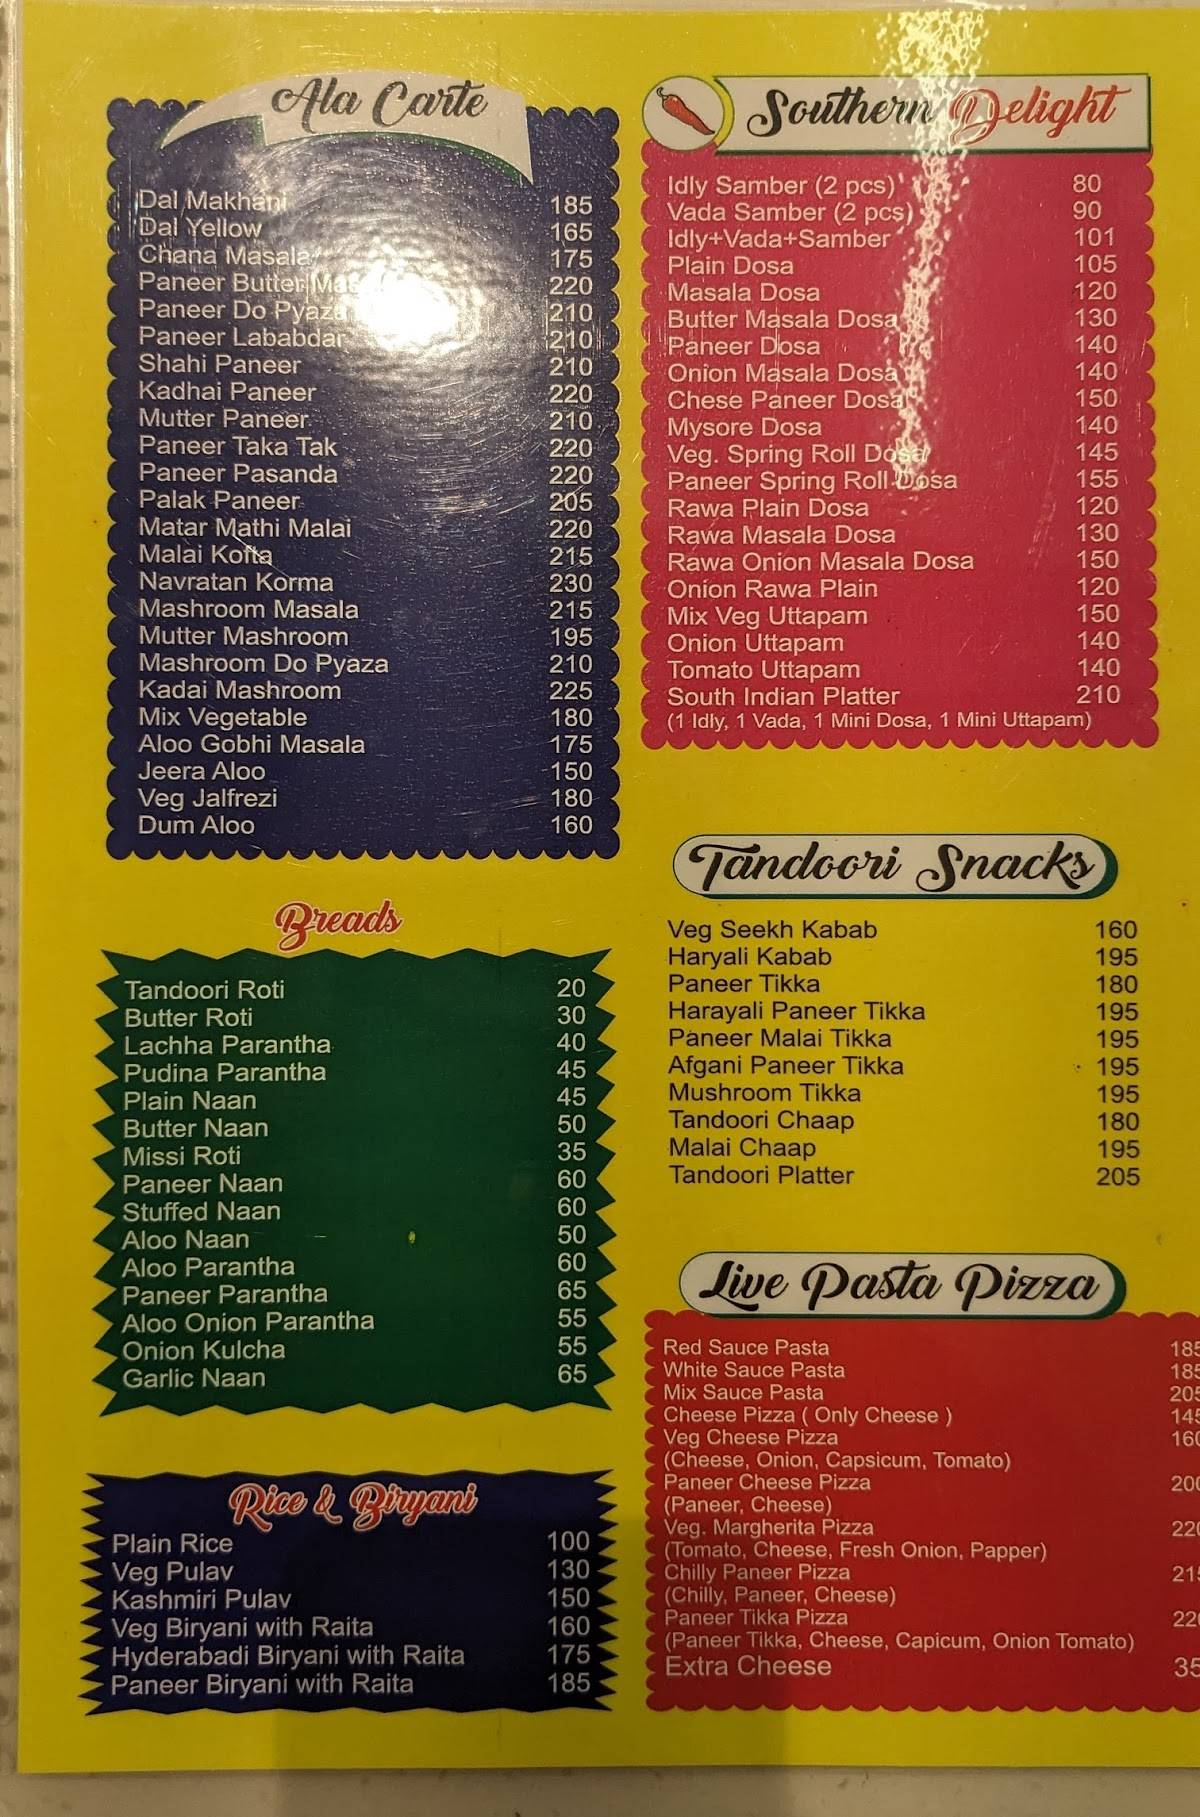 Ala Carte
Dal Makhani 185
Dal Yellow 165
Chana Masala 175
Paneer Butter 220
Paneer Do Pyaza 210
Paneer Lababdar 210
Shahi Paneer 210
Kadhai Paneer 220
Mutter Paneer 210
Paneer Taka Tak 220
Paneer Pasanda 220
Palak Paneer 205
Matar Mathi Malai 220
Malai Kofta 215
Navratan Korma 230
Mashroom Masala 215
Mutter Mashroom 195
Mashroom Do Pyaza 210
Kadai Mashroom 225
Mix Vegetable 180
Aloo Gobhi Masala 175
Jeera Aloo 150
Veg Jalfrezi 180
Dum Aloo 160
Breads
Tandoori Roti 20
Butter Roti 30
Lachha Parantha 40
Pudina Parantha 45
Plain Naan 45
Butter Naan 50
Missi Roti 35
Paneer Naan 60
Stuffed Naan 60
Aloo Naan 50
Aloo Parantha 60
Paneer Parantha 65
Aloo Onion Parantha 55
Onion Kulcha 55
Garlic Naan 65
Rice & Biryani
Plain Rice 100
Veg Pulav 130
Kashmiri Pulav 150
Veg Biryani with Raita 160
Hyderabadi Biryani with Raita 175
Paneer Biryani with Raita 185
Southern Delight
Idly Samber (2 pcs) 80
Vada Samber (2 pcs) 90
Idly+Vada+Samber 101
Plain Dosa 105
Masala Dosa 120
Butter Masala Dosa 130
Paneer Dosa 140
Onion Masala Dosa 140
Chese Paneer Dosa 150
Mysore Dosa 140
Veg. Spring Roll Dosa 145
Paneer Spring Roll Dosa 155
Rawa Plain Dosa 120
Rawa Masala Dosa 130
Rawa Onion Masala Dosa 150
Onion Rawa Plain 120
Mix Veg Uttapam 150
Onion Uttapam 140
Tomato Uttapam 140
South Indian Platter 210
(1 Idly, 1 Vada, 1 Mini Dosa, 1 Mini Uttapam)
Tandoori Snacks
Veg Seekh Kabab 160
Haryali Kabab 195
Paneer Tikka 180
Harayali Paneer Tikka 195
Paneer Malai Tikka 195
Afgani Paneer Tikka 195
Mushroom Tikka 195
Tandoori Chaap 180
Malai Chaap 195
Tandoori Platter 205
Live Pasta Pizza
Red Sauce Pasta 185
White Sauce Pasta 185
Mix Sauce Pasta 205
Cheese Pizza ( Only Cheese ) 145
Veg Cheese Pizza 160
(Cheese, Onion, Capsicum, Tomato)
Paneer Cheese Pizza 200
(Paneer, Cheese)
Veg. Margherita Pizza 220
(Tomato, Cheese, Fresh Onion, Papper)
Chilly Paneer Pizza 215
(Chilly, Paneer, Cheese)
Paneer Tikka Pizza 220
(Paneer Tikka, Cheese, Capicum, Onion Tomato)
Extra Cheese 35